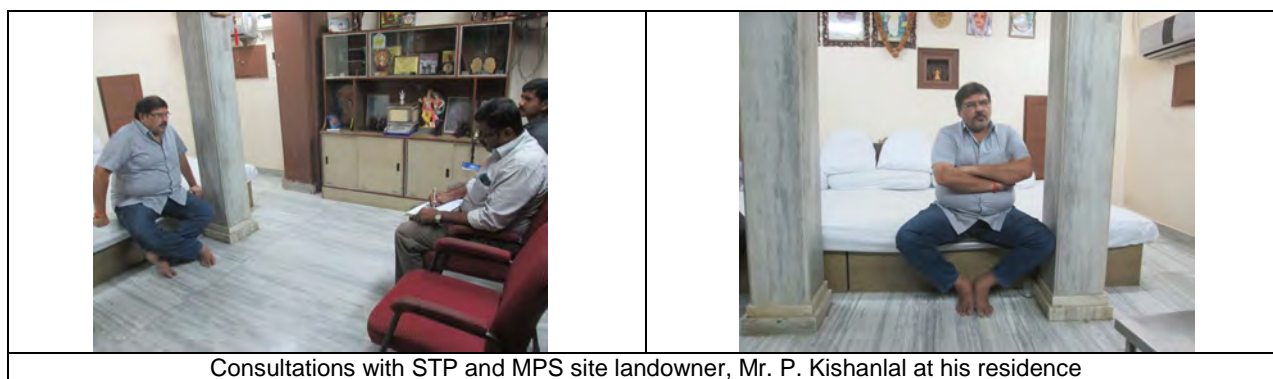 Consultations with STP and MPS site landowner, Mr. P. Kishanlal at his residence